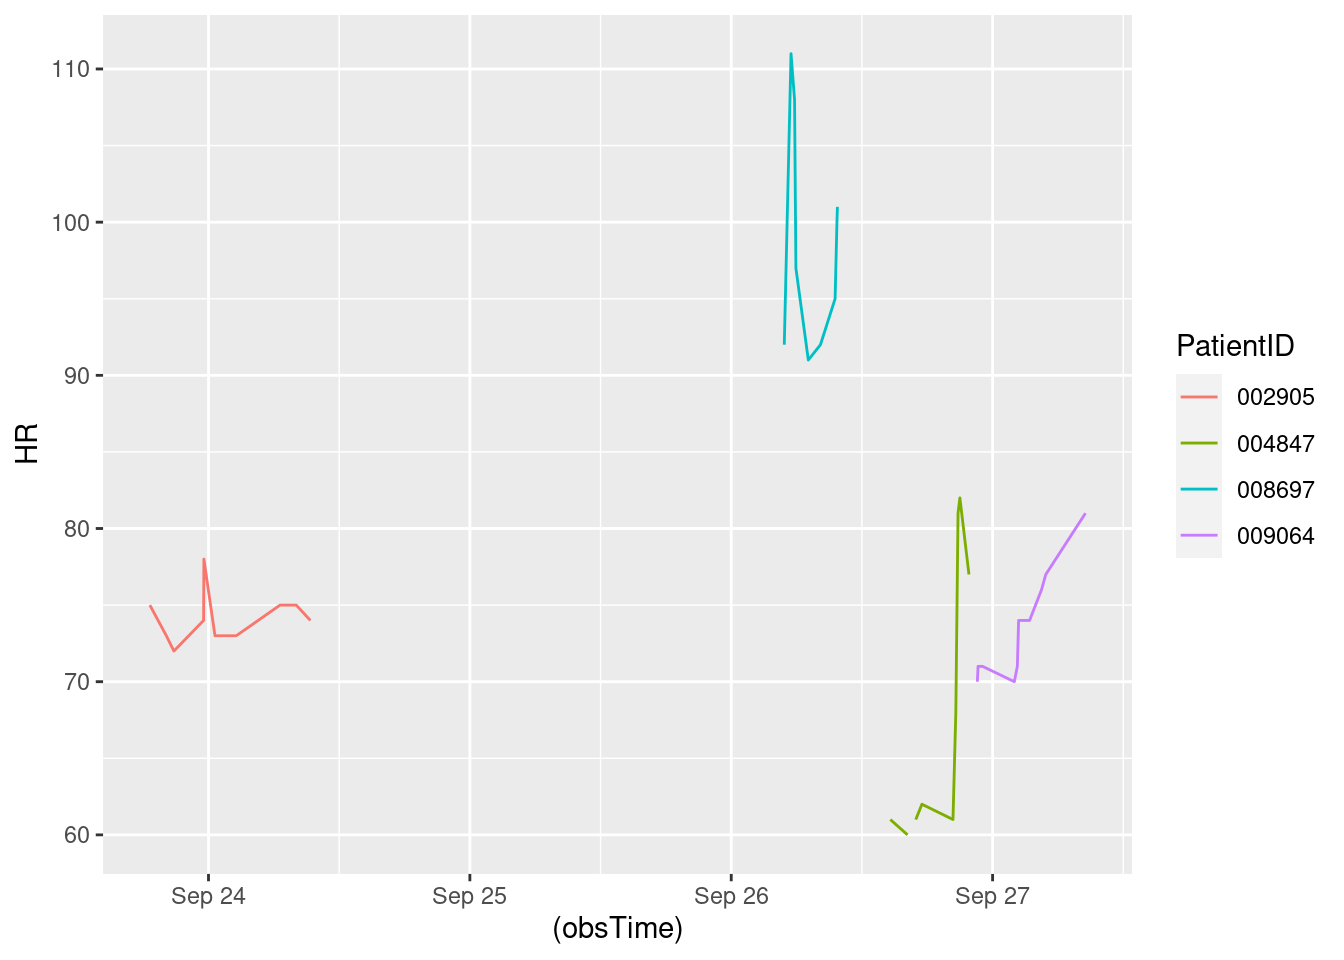 110
100
90
80
70
60
HR
Sep 24
Sep 25
Sep 26
Sep 27
(obsTime)
PatientID
002905
004847
008697
009064